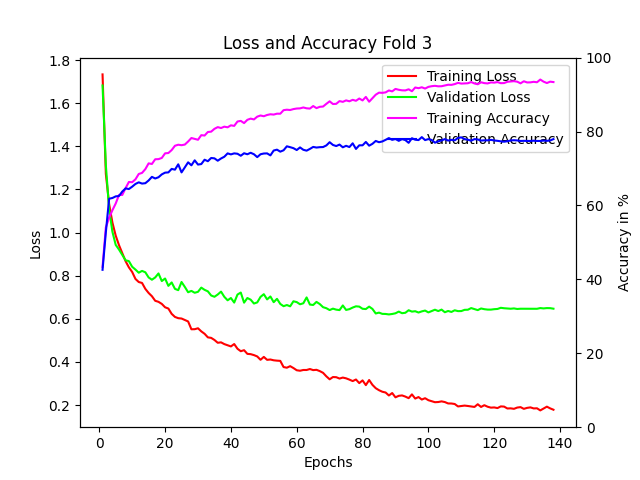 Loss and Accuracy Fold 3
Training Loss
Validation Loss
Training Accuracy
Validation Accuracy
Loss
1.8
1.6
1.4
1.2
1.0
0.8
0.6
0.4
0.2
100
80
60
40
20
0
Accuracy in %
0 20 40 60 80 100 120 140
Epochs